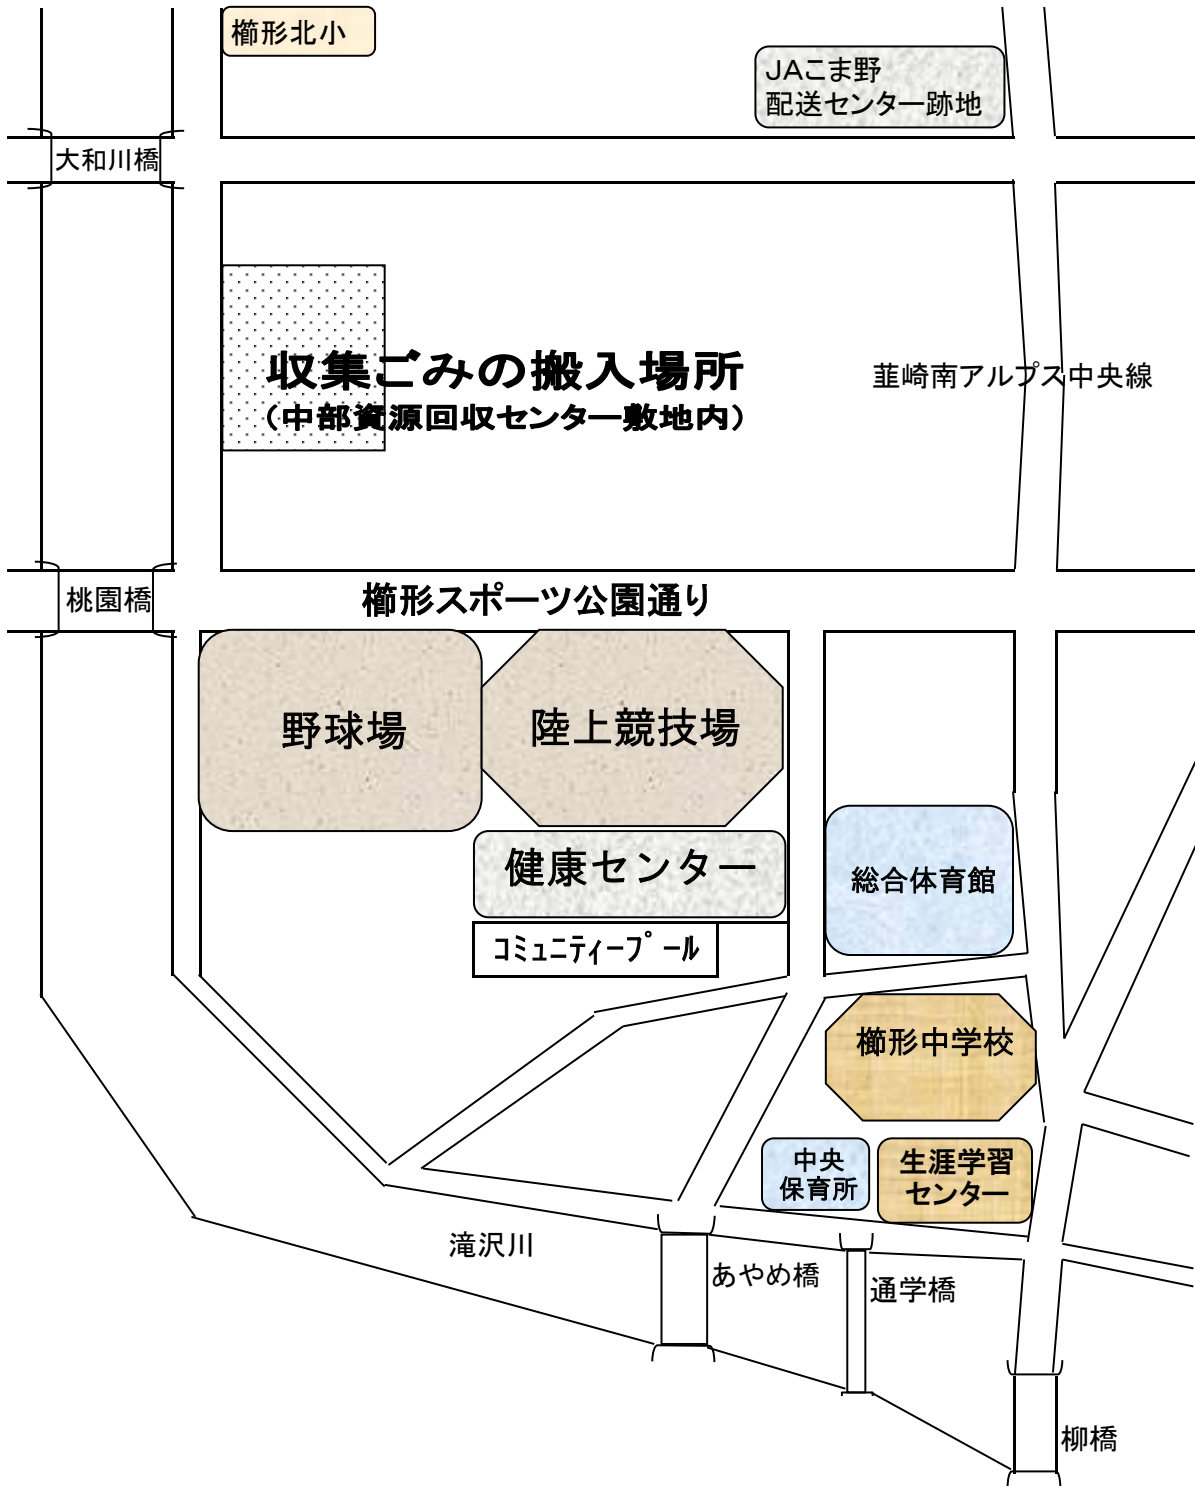 櫛形北小
JAこま野
配送センター跡地
大和川橋
収集ごみの搬入場所
（中部資源回収センター敷地内）
韮崎南アルプス中央線
桃園橋
櫛形スポーツ公園通り
野球場
陸上競技場
健康センター
総合体育館
ｺﾐｭﾆﾃｨｰﾌﾟｰﾙ
櫛形中学校
中央
保育所
生涯学習
センター
滝沢川
あやめ橋
通学橋
柳橋